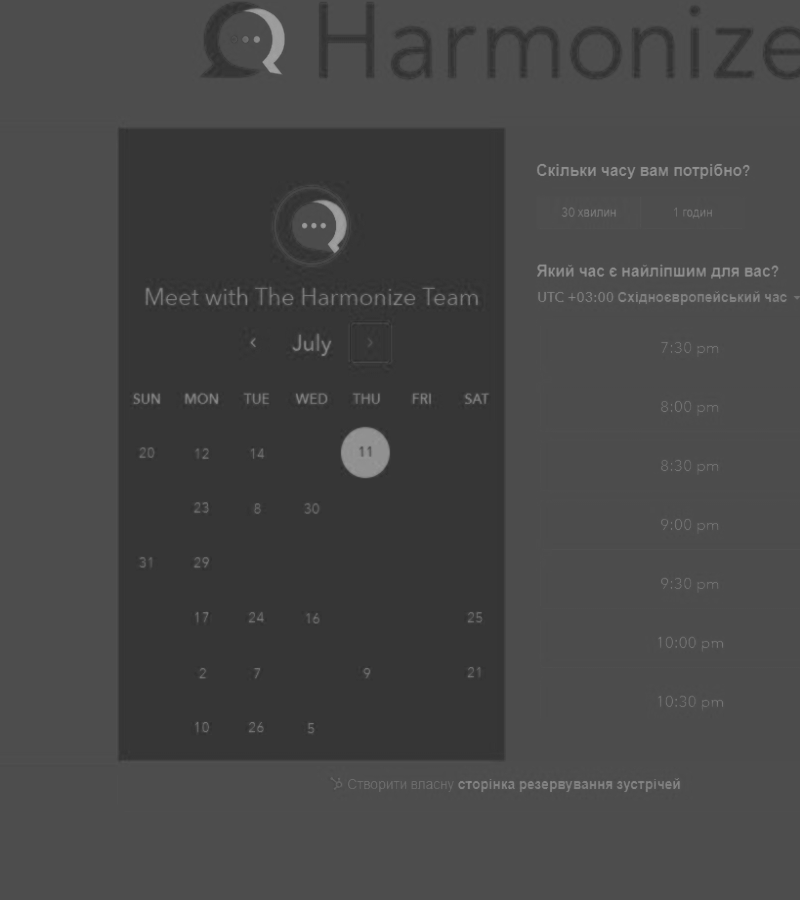 Harmonize
Meet with The Harmonize Team
July
SUN MON TUE WED THU FRI SAT
20 12 14 11
23 8 30
31 29
17 24 16 25
2 7 9 21
10 26 5
Скільки часу вам потрібно?
30 хвилин 1 годин
Який час є найліпшим для вас?
UTC +03:00 Східноєвропейський час
7:30 pm
8:00 pm
8:30 pm
9:00 pm
9:30 pm
10:00 pm
10:30 pm
Створити власну сторінка резервування зустрічей